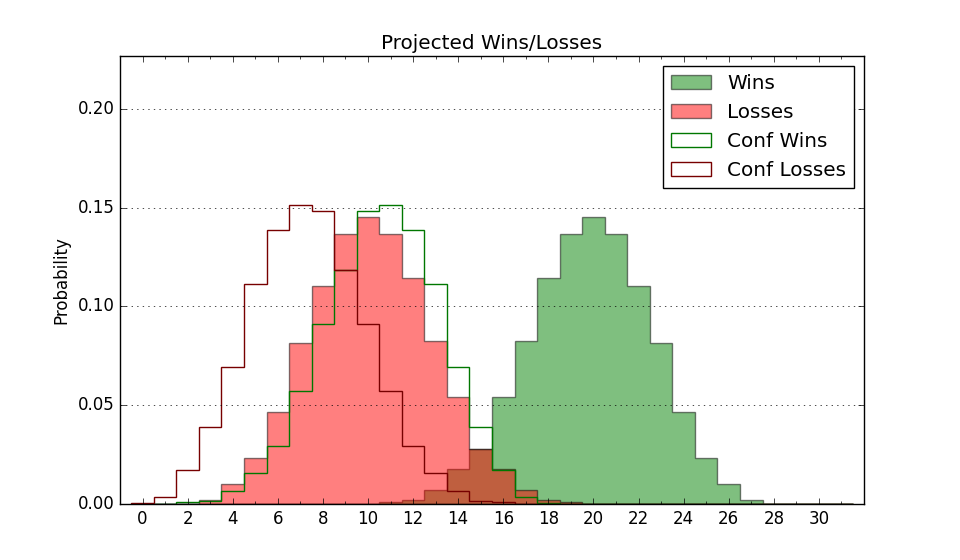 Projected Wins/Losses
Wins
Losses
Conf Wins
Conf Losses
Probability
0.20
0.15
0.10
0.05
0.00
0 2 4 6 8 10 12 14 16 18 20 22 24 26 28 30